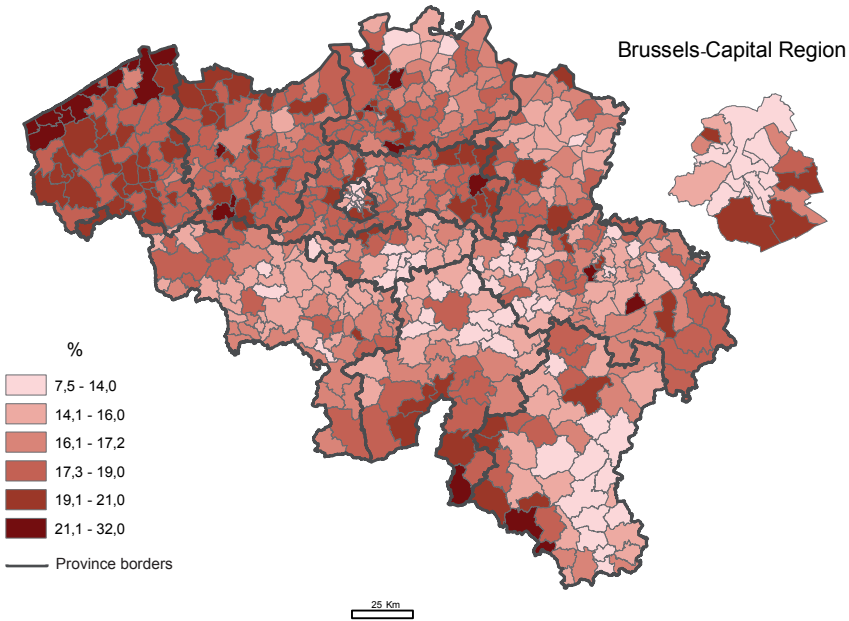 Brussels-Capital Region
%
7,5 - 14,0
14,1 - 16,0
16,1 - 17,2
17,3 - 19,0
19,1 - 21,0
21,1 - 32,0
Province borders
25 Km